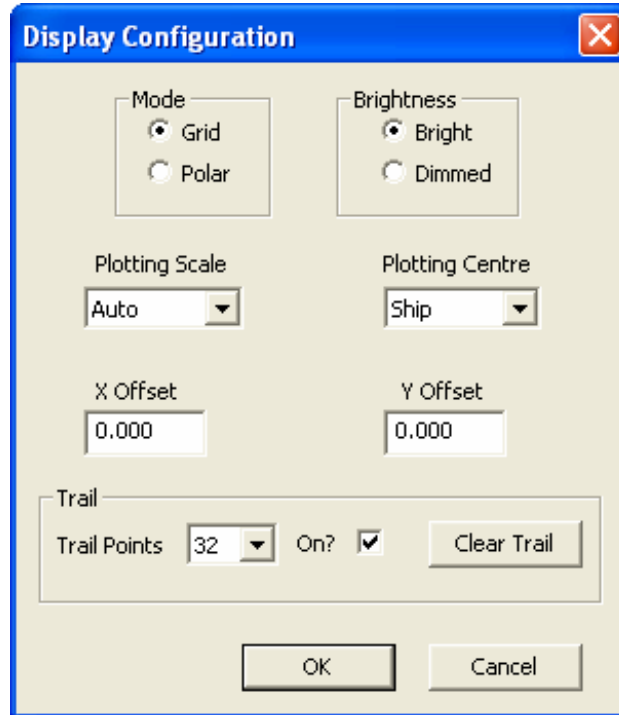 Display Configuration
Mode
Grid
Polar
Brightness
Bright
Dimmed
Plotting Scale
Auto
Plotting Centre
Ship
X Offset
0.000
Y Offset
0.000
Trail
Trail Points 32 On? Clear Trail
OK Cancel